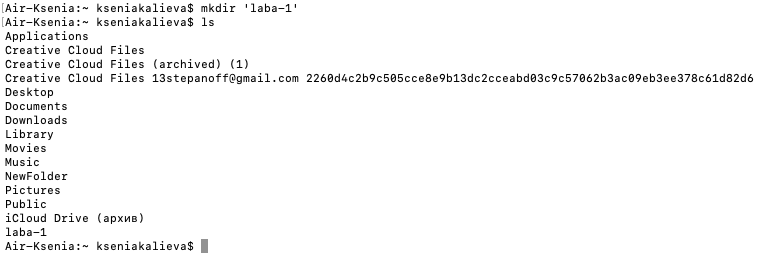 [Air-Ksenia:~ kseniakalieva$ mkdir 'laba-1'
[Air-Ksenia:~ kseniakalieva$ ls
Applications
Creative Cloud Files
Creative Cloud Files (archived) (1)
Creative Cloud Files 13stepanoff@gmail.com 2260d4c2b9c505cce8e9b13dc2cceabd03c9c57062b3ac09eb3ee378c61d82d6
Desktop
Documents
Downloads
Library
Movies
Music
NewFolder
Pictures
Public
iCloud Drive (архив)
laba-1
Air-Ksenia:~ kseniakalieva$